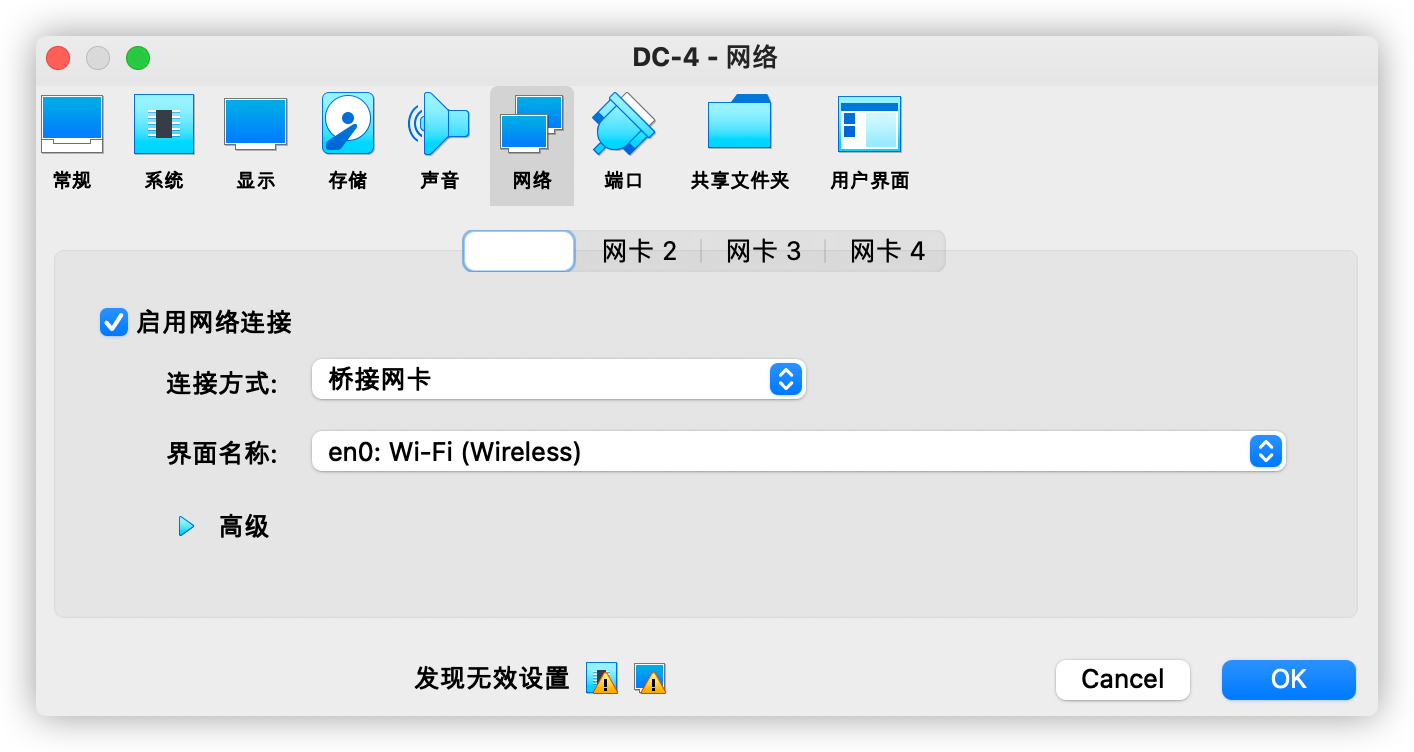 DC-4 - 网络
常规 系统 显示 存储 声音 网络 端口 共享文件夹 用户界面
网卡 2 网卡 3 网卡 4
启用网络连接
连接方式: 桥接网卡
界面名称: en0: Wi-Fi (Wireless)
高级
发现无效设置 Cancel OK